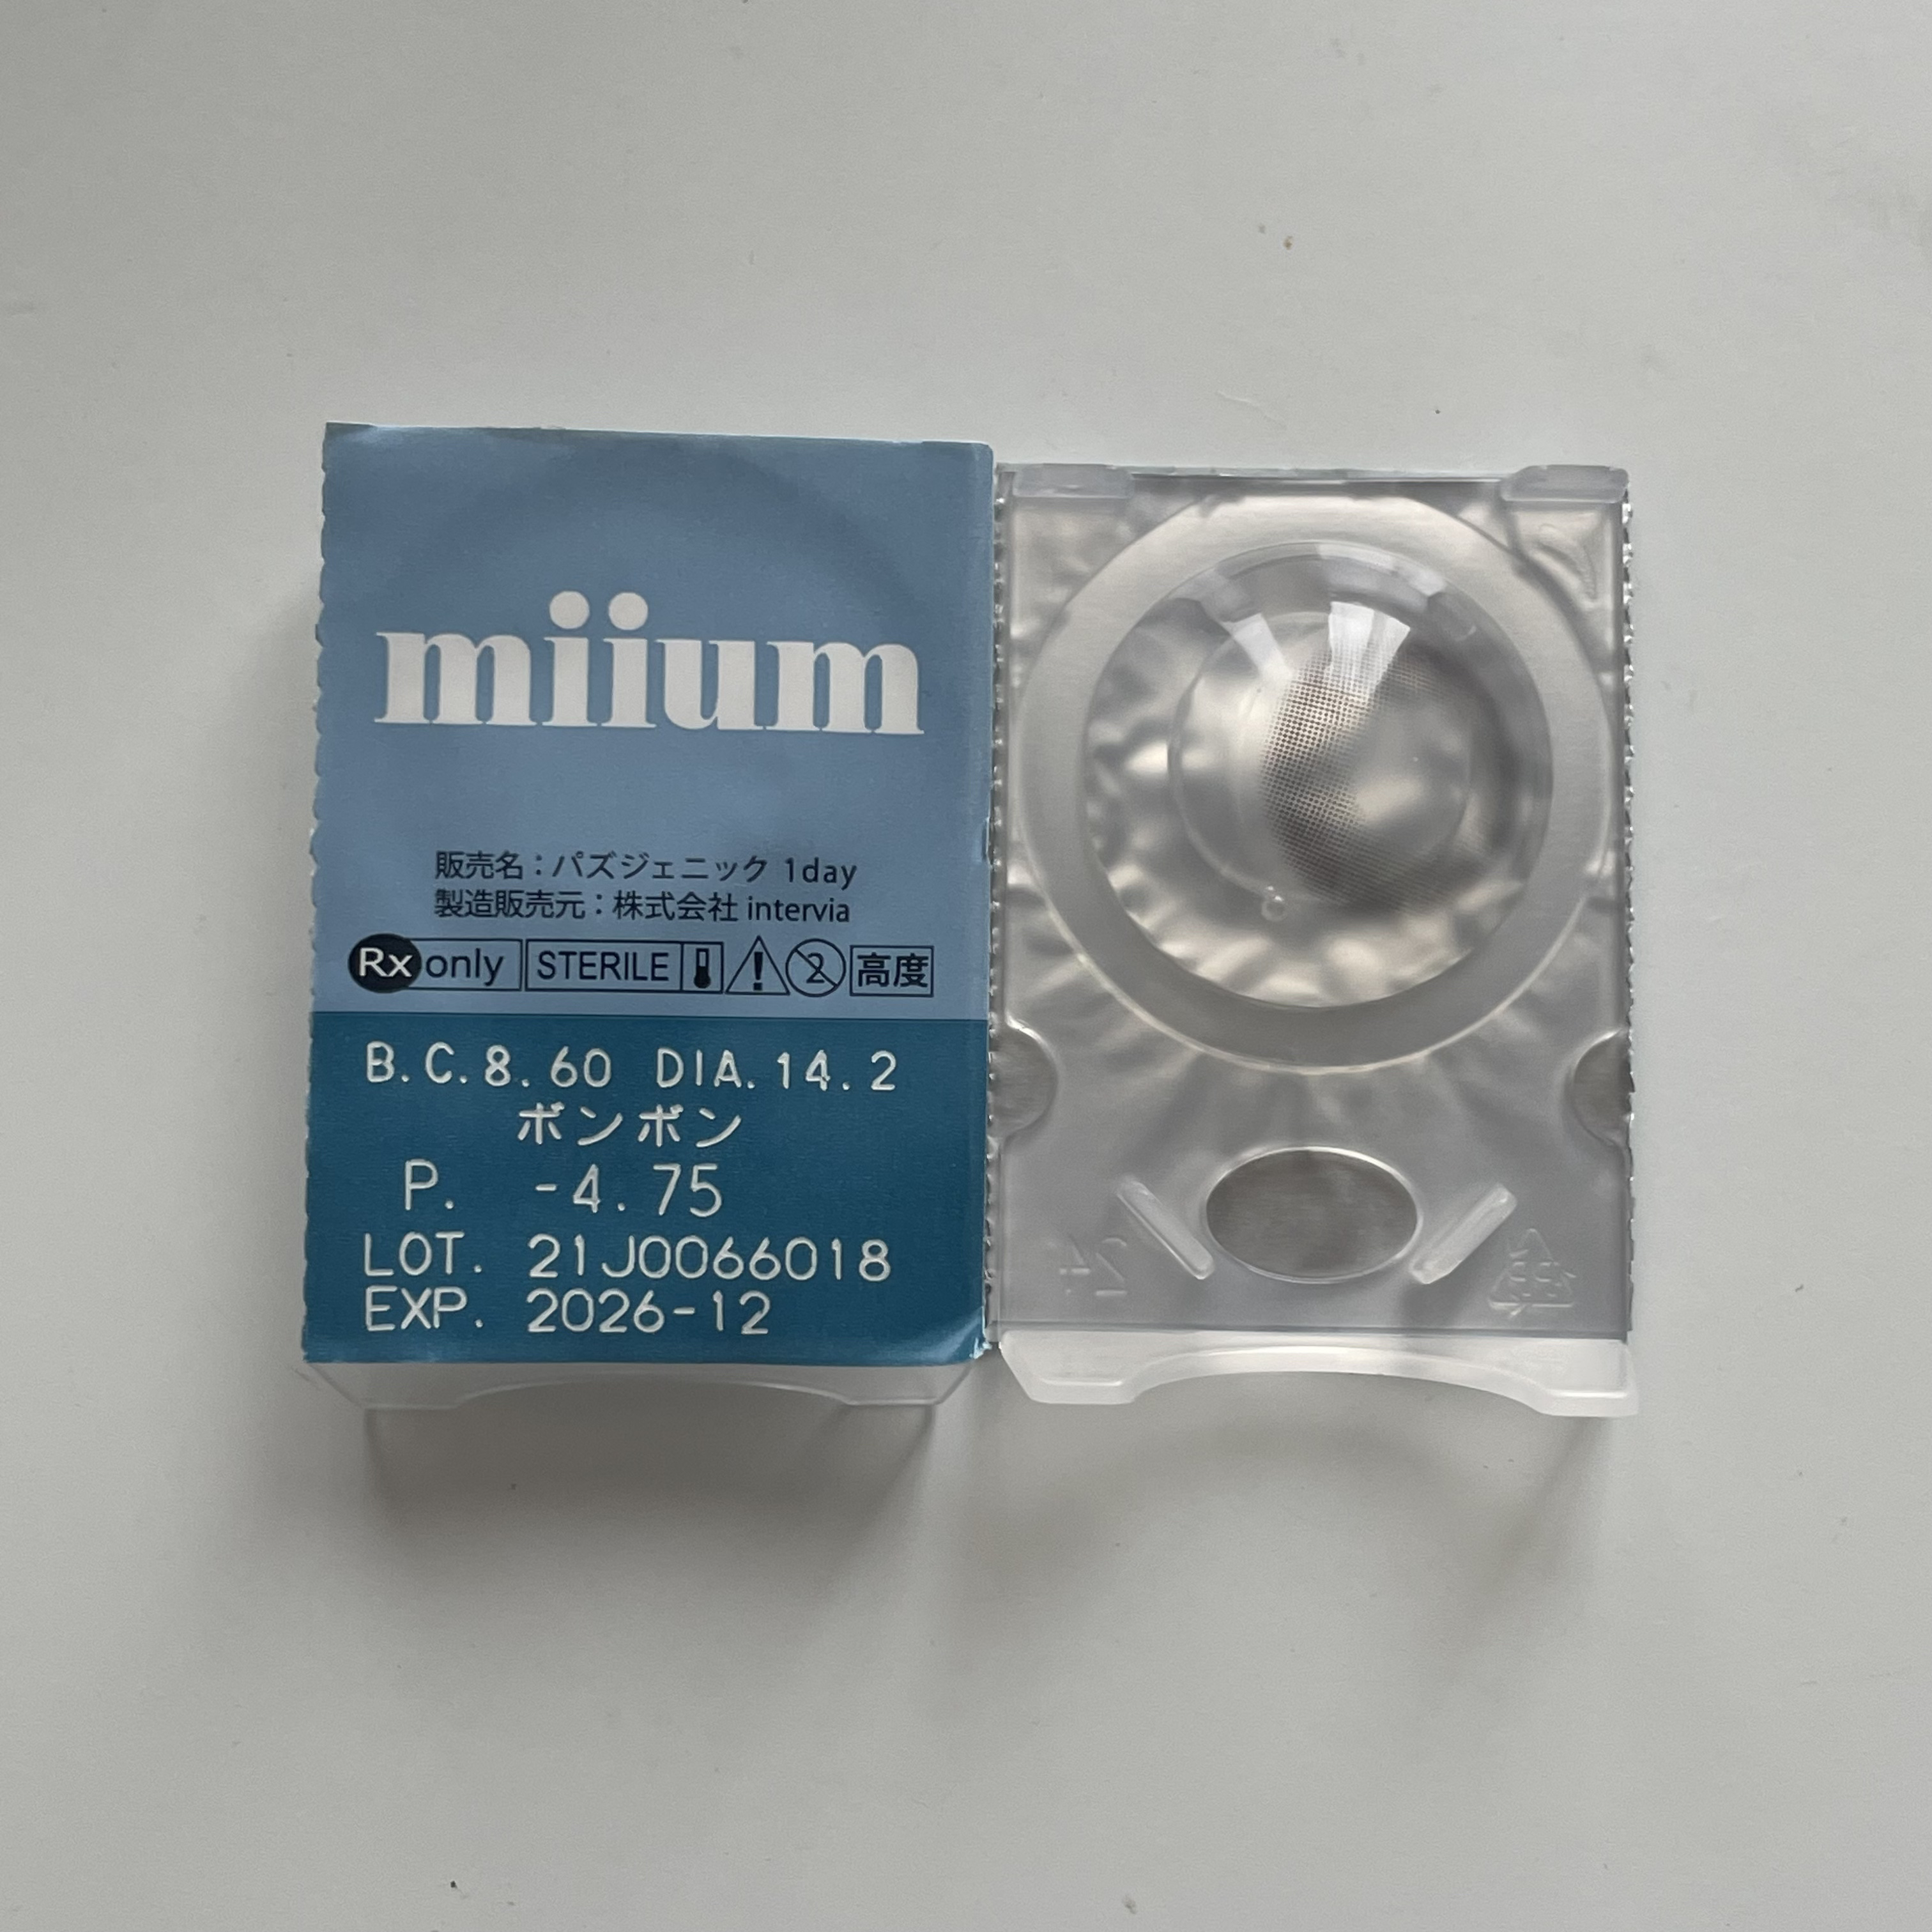 miium
販売名：パズジェニック 1day
製造販売元：株式会社 intervia
Rx only STERILE 2 高度
B.C.8.60 DIA.14.2
ボンボン
P. -4.75
LOT. 21J0066018
EXP. 2026-12
24